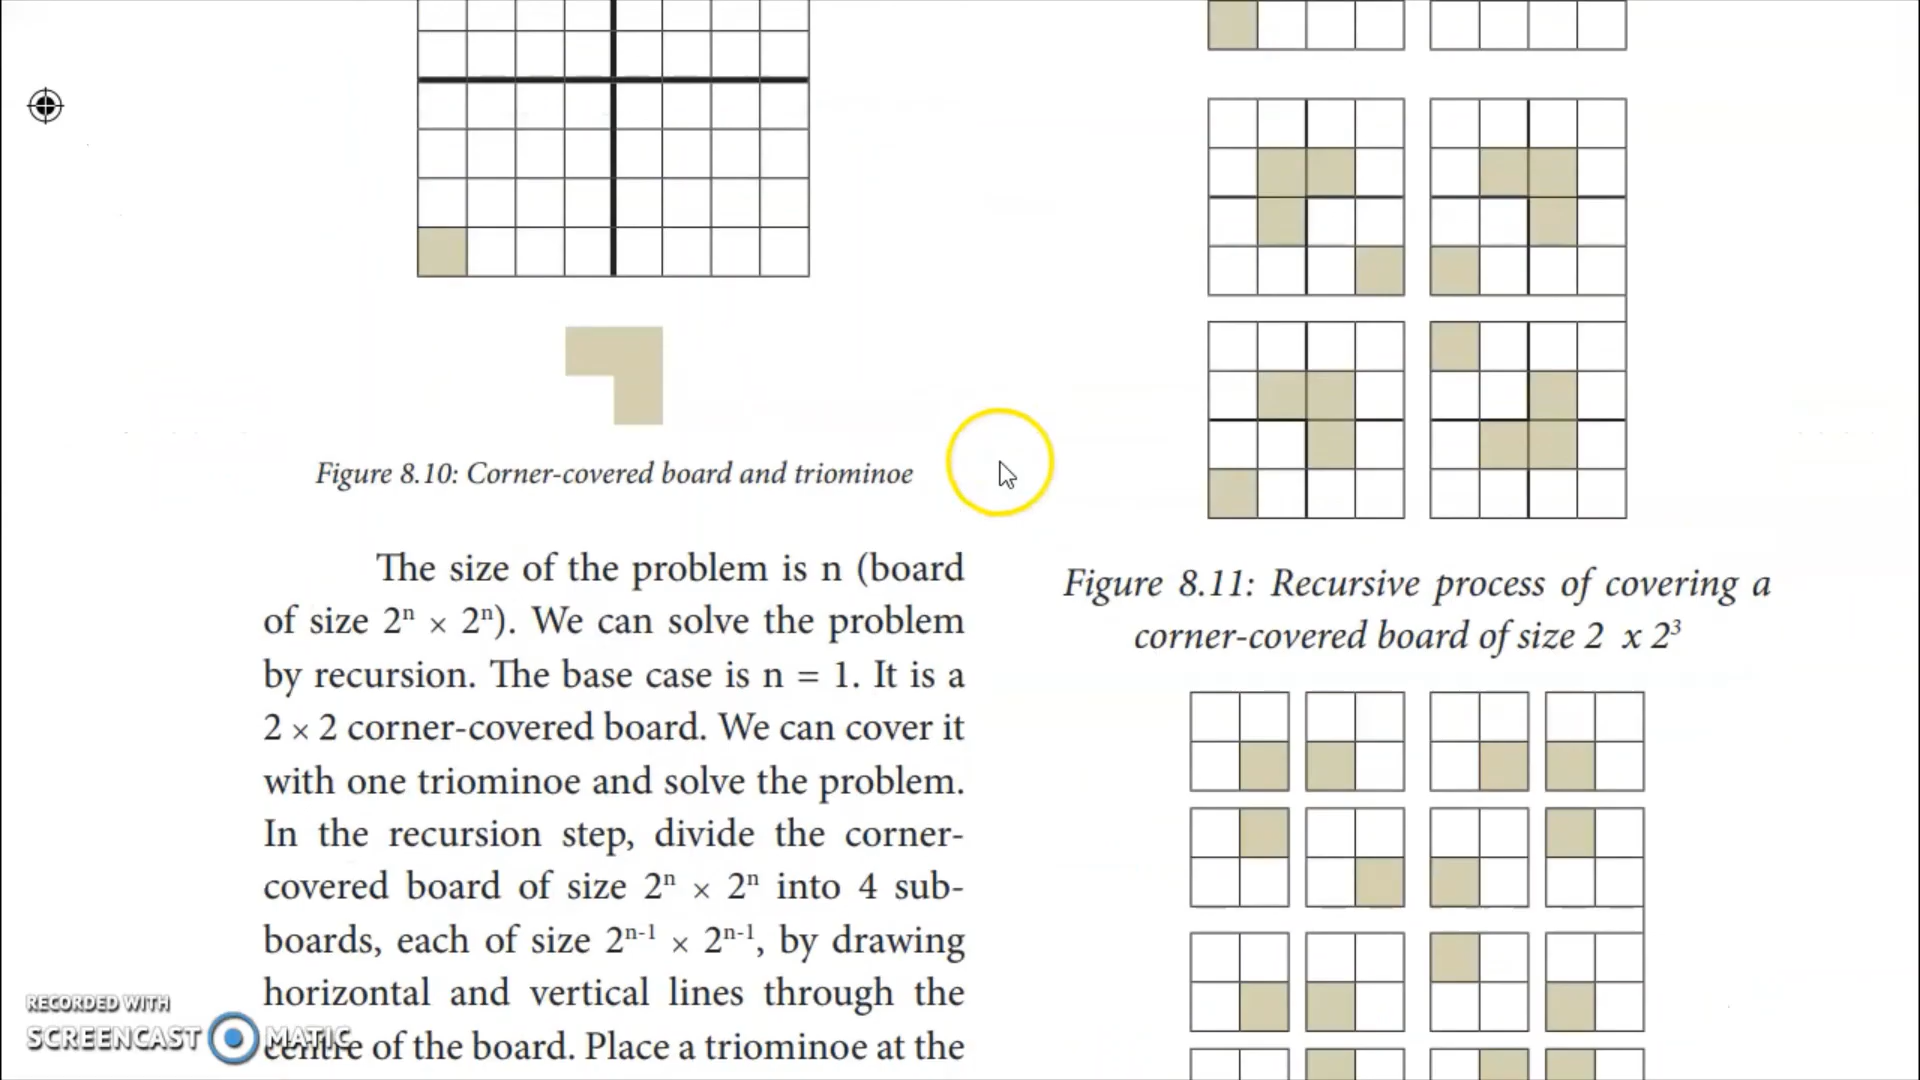 Figure 8.10: Corner-covered board and triominoe
The size of the problem is n (board
of size 2ⁿ × 2ⁿ). We can solve the problem
by recursion. The base case is n = 1. It is a
2 × 2 corner-covered board. We can cover it
with one triominoe and solve the problem.
In the recursion step, divide the corner-
covered board of size 2ⁿ × 2ⁿ into 4 sub-
boards, each of size 2ⁿ⁻¹ × 2ⁿ⁻¹, by drawing
horizontal and vertical lines through the
centre of the board. Place a triominoe at the
Figure 8.11: Recursive process of covering a
corner-covered board of size 2 x 2³
RECORDED WITH
SCREENCAST MATIC